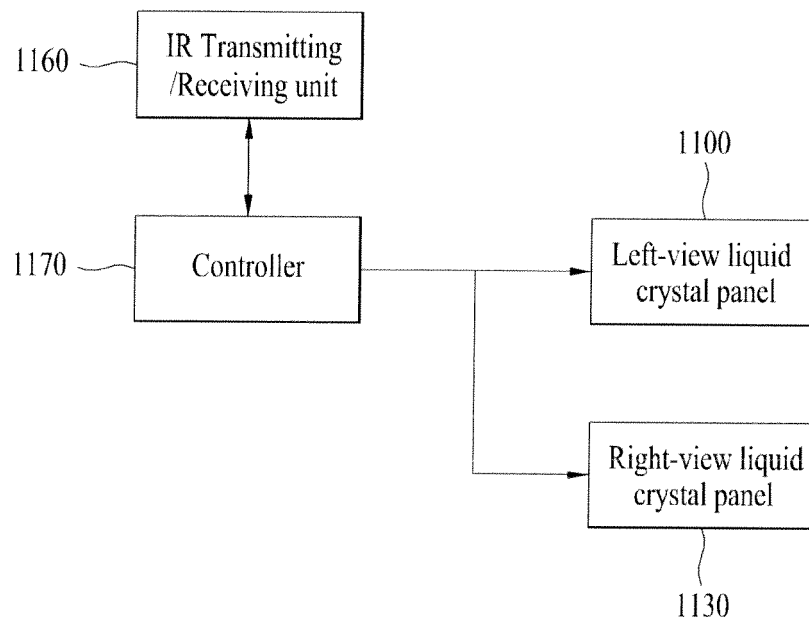 1160
IR Transmitting
/Receiving unit
1100
1170
Controller
Left-view liquid
crystal panel
Right-view liquid
crystal panel
1130